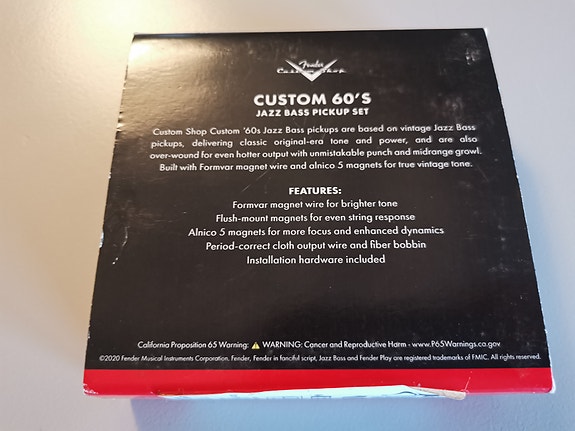 Fender
Custom Shop
CUSTOM 60'S
JAZZ BASS PICKUP SET
Custom Shop Custom '60s Jazz Bass pickups are based on vintage Jazz Bass
pickups, delivering classic original-era tone and power, and are also
over-wound for even hotter output with unmistakable punch and midrange growl.
Built with Formvar magnet wire and alnico 5 magnets for true vintage tone.
FEATURES:
Formvar magnet wire for brighter tone
Flush-mount magnets for even string response
Alnico 5 magnets for more focus and enhanced dynamics
Period-correct cloth output wire and fiber bobbin
Installation hardware included
California Proposition 65 Warning: ⚠ WARNING: Cancer and Reproductive Harm - www.P65Warnings.ca.gov
©2020 Fender Musical Instruments Corporation. Fender, Fender in fanciful script, Jazz Bass and Fender Play are registered trademarks of FMIC. All rights reserved.